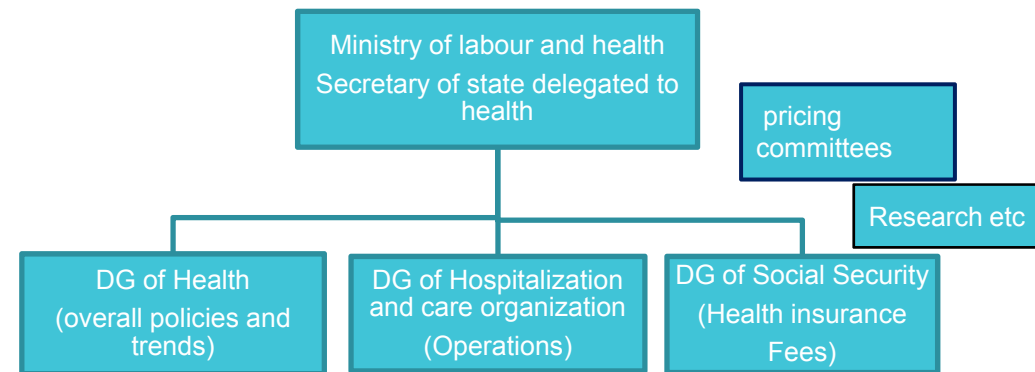 Ministry of labour and health
Secretary of state delegated to
health
pricing
committees
Research etc
DG of Health
(overall policies and
trends)
DG of Hospitalization
and care organization
(Operations)
DG of Social Security
(Health insurance
Fees)